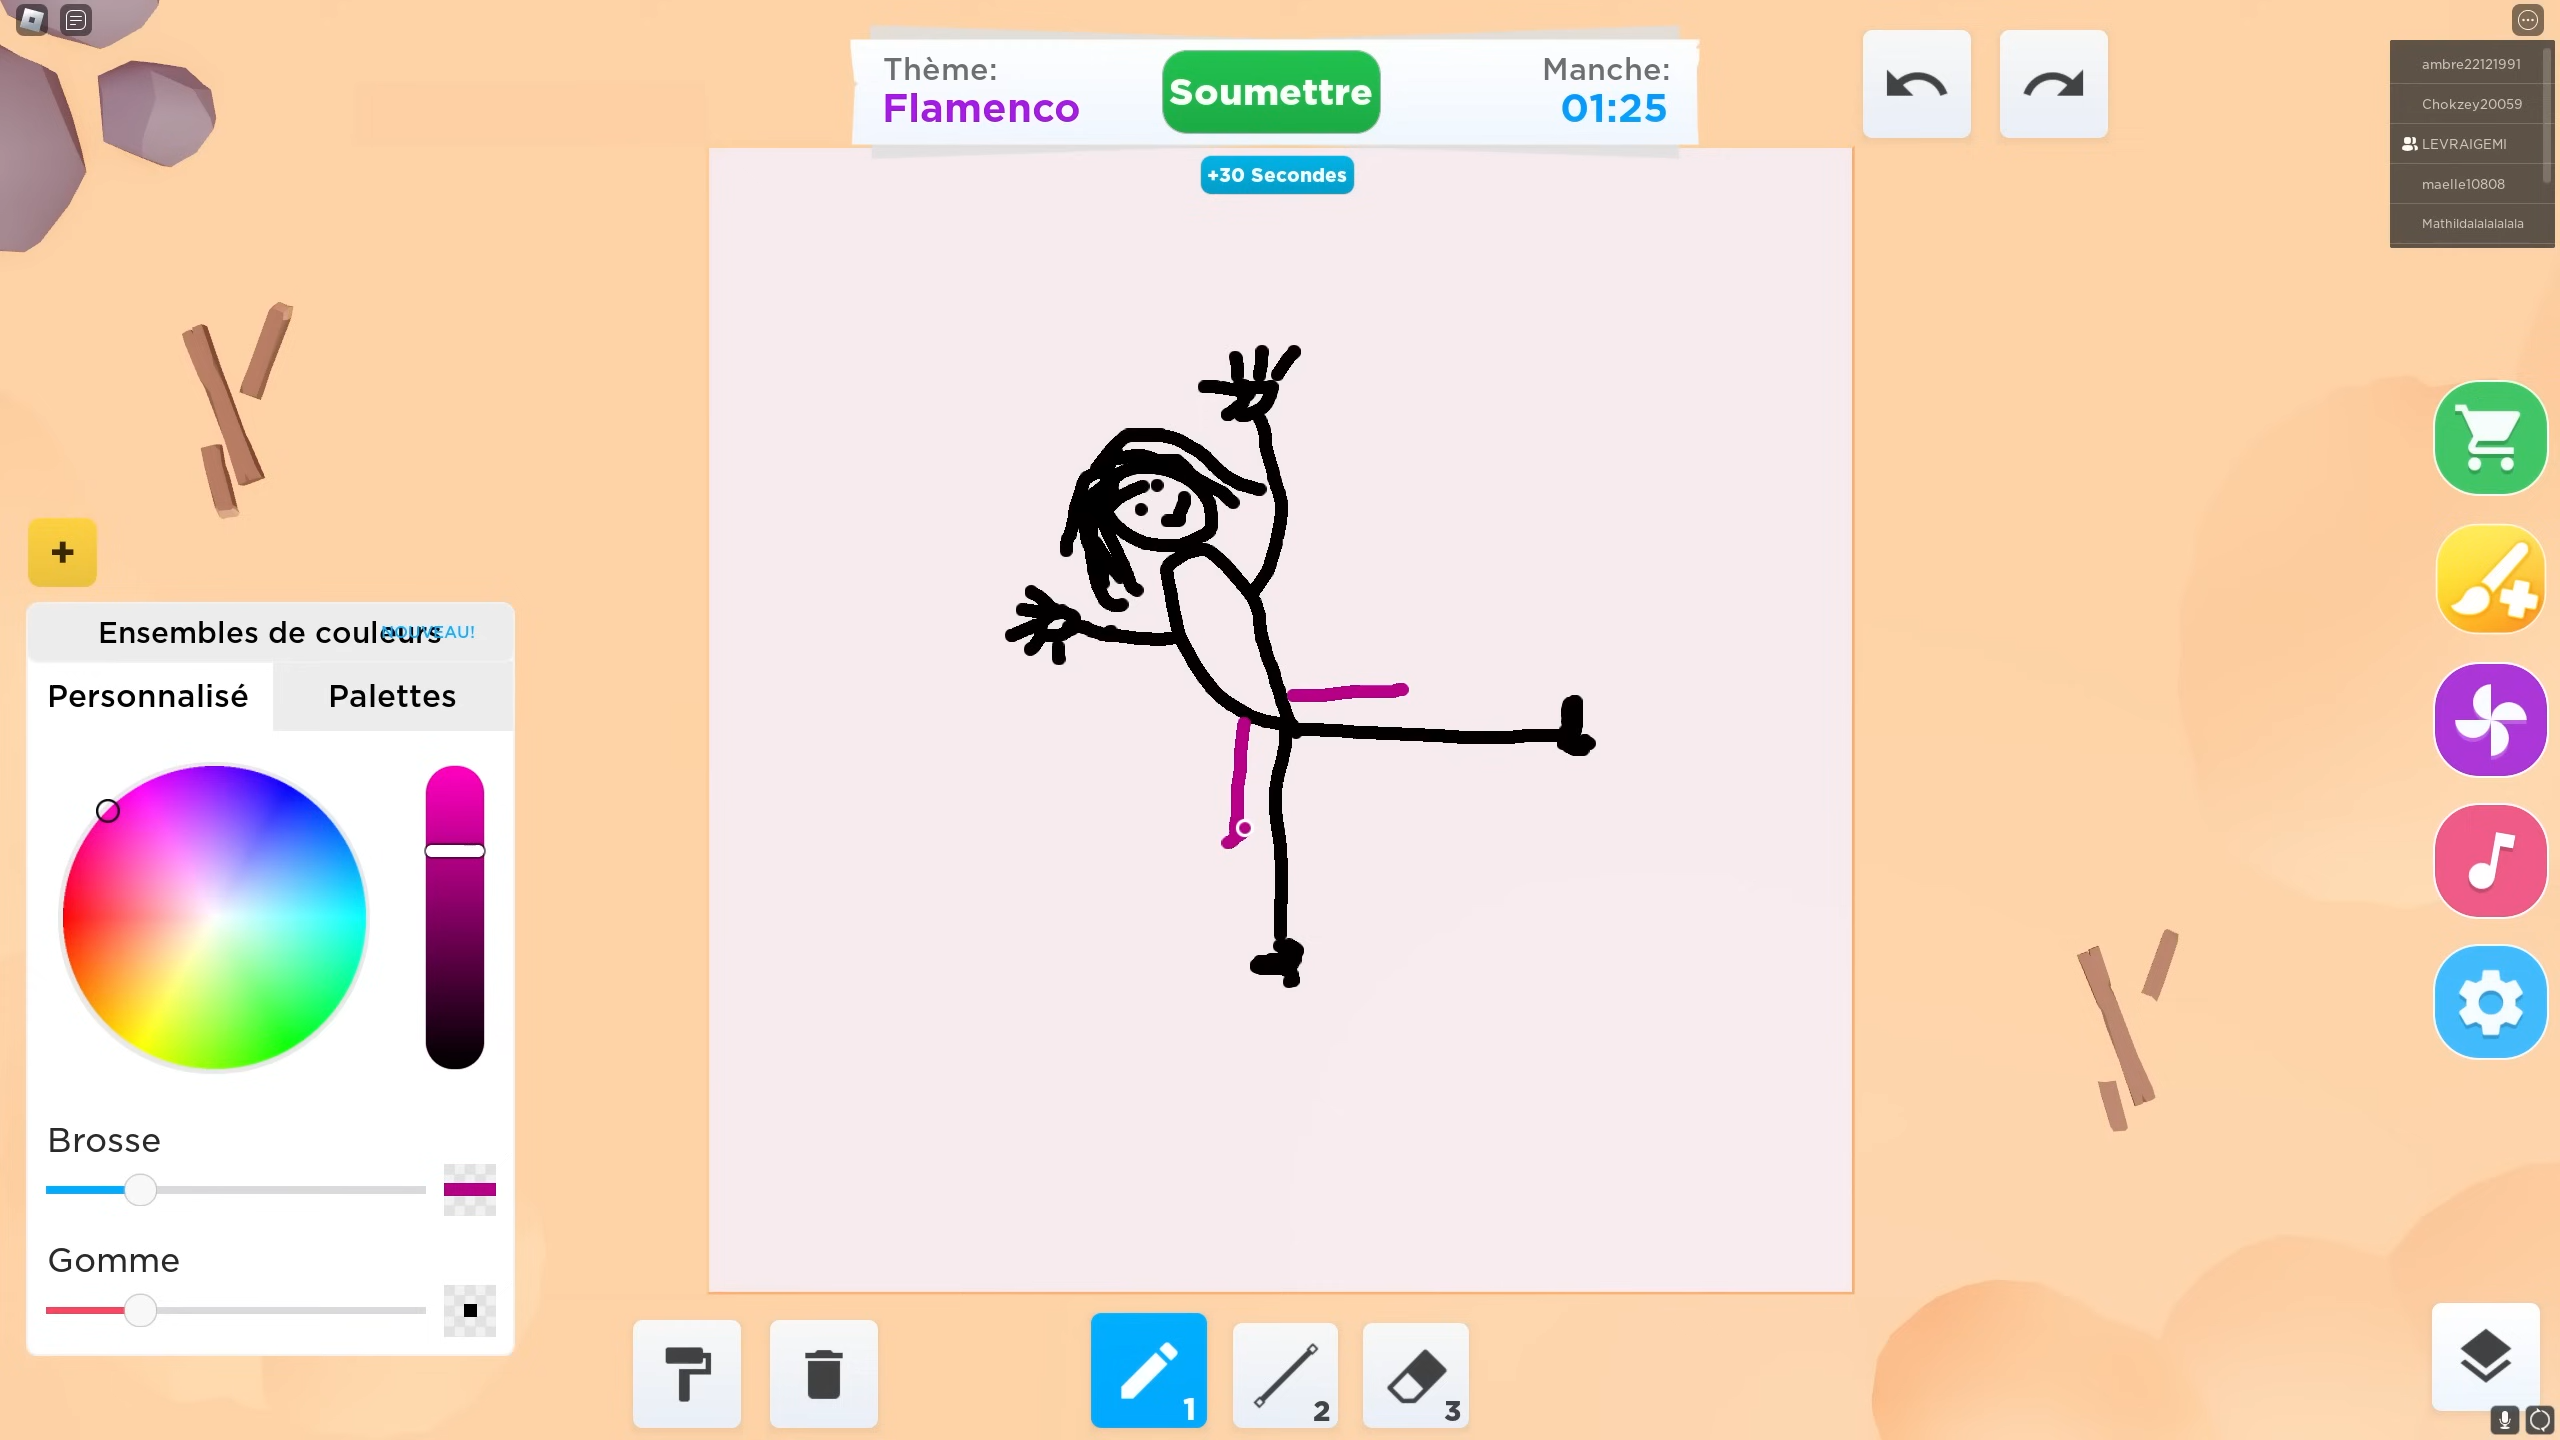 Thème:
Flamenco
Soumettre
Manche:
01:25
+30 Secondes
ambre22121991
Chokzey20059
LEVRAIGEMI
maelle10808
Mathildalalalalala
+
Ensembles de couleurs
NOUVEAU!
Personnalisé
Palettes
Brosse
Gomme
1
2
3